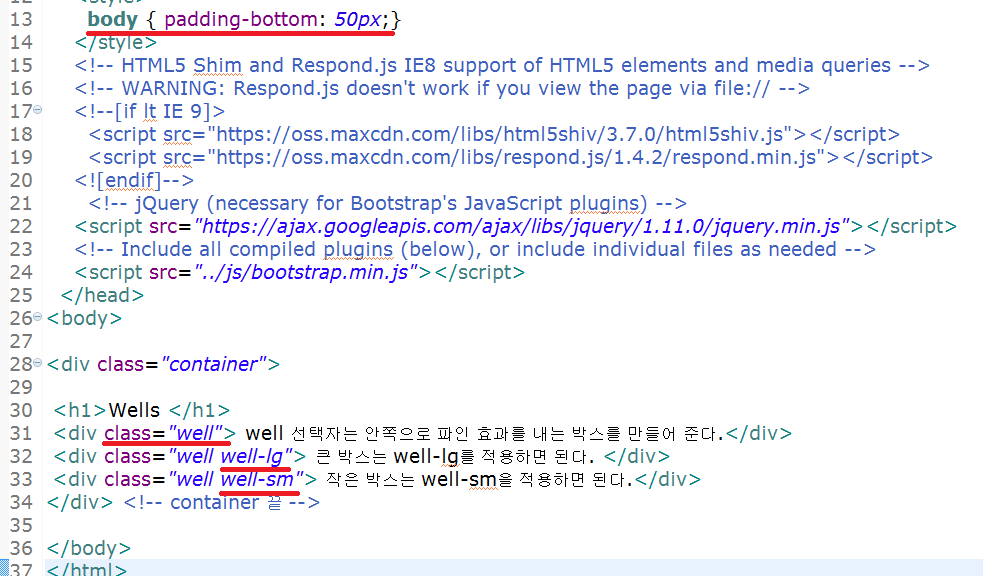 12 <style>
13 body { padding-bottom: 50px;}
14 </style>
15 <!-- HTML5 Shim and Respond.js IE8 support of HTML5 elements and media queries -->
16 <!-- WARNING: Respond.js doesn't work if you view the page via file:// -->
17 <!--[if lt IE 9]>
18 <script src="https://oss.maxcdn.com/libs/html5shiv/3.7.0/html5shiv.js"></script>
19 <script src="https://oss.maxcdn.com/libs/respond.js/1.4.2/respond.min.js"></script>
20 <![endif]-->
21 <!-- jQuery (necessary for Bootstrap's JavaScript plugins) -->
22 <script src="https://ajax.googleapis.com/ajax/libs/jquery/1.11.0/jquery.min.js"></script>
23 <!-- Include all compiled plugins (below), or include individual files as needed -->
24 <script src="../js/bootstrap.min.js"></script>
25 </head>
26 <body>
27
28 <div class="container">
29
30 <h1>Wells </h1>
31 <div class="well"> well 선택자는 안쪽으로 파인 효과를 내는 박스를 만들어 준다.</div>
32 <div class="well well-lg"> 큰 박스는 well-lg를 적용하면 된다. </div>
33 <div class="well well-sm"> 작은 박스는 well-sm을 적용하면 된다.</div>
34 </div> <!-- container 끝 -->
35
36 </body>
37 </html>